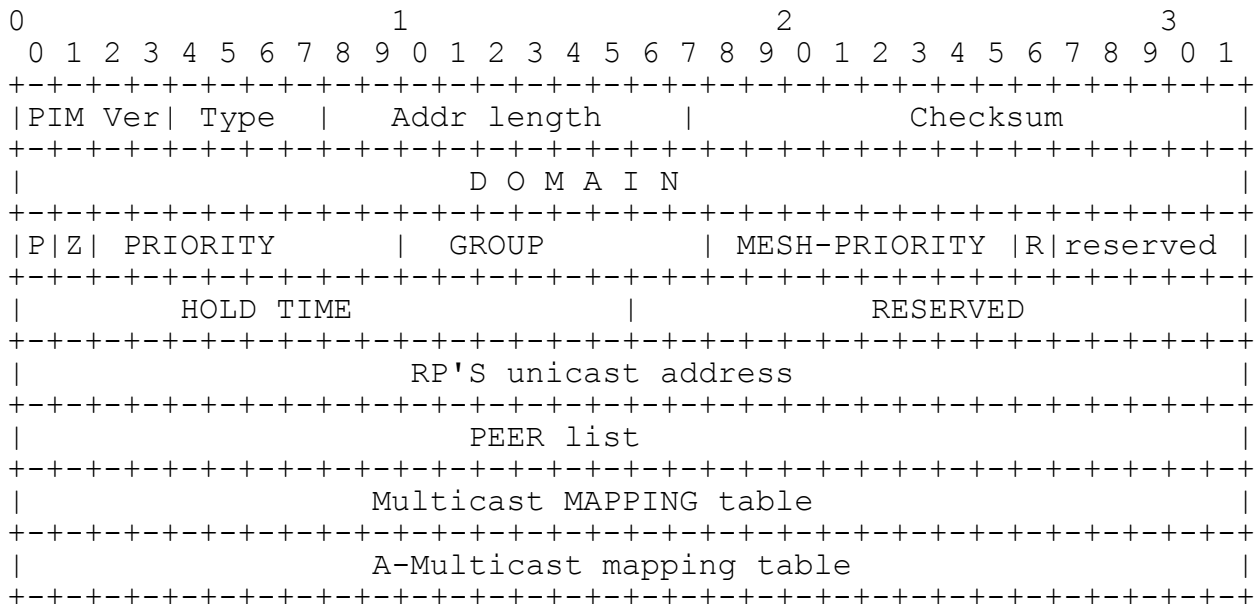 0                   1                   2                   3
 0 1 2 3 4 5 6 7 8 9 0 1 2 3 4 5 6 7 8 9 0 1 2 3 4 5 6 7 8 9 0 1
+-+-+-+-+-+-+-+-+-+-+-+-+-+-+-+-+-+-+-+-+-+-+-+-+-+-+-+-+-+-+-+-+
|PIM Ver| Type  |   Addr length    |           Checksum         |
+-+-+-+-+-+-+-+-+-+-+-+-+-+-+-+-+-+-+-+-+-+-+-+-+-+-+-+-+-+-+-+-+
|                       D O M A I N                             |
+-+-+-+-+-+-+-+-+-+-+-+-+-+-+-+-+-+-+-+-+-+-+-+-+-+-+-+-+-+-+-+-+
|P|Z| PRIORITY      |  GROUP        | MESH-PRIORITY |R|reserved |
+-+-+-+-+-+-+-+-+-+-+-+-+-+-+-+-+-+-+-+-+-+-+-+-+-+-+-+-+-+-+-+-+
|        HOLD TIME              |            RESERVED           |
+-+-+-+-+-+-+-+-+-+-+-+-+-+-+-+-+-+-+-+-+-+-+-+-+-+-+-+-+-+-+-+-+
|                    RP'S unicast address                       |
+-+-+-+-+-+-+-+-+-+-+-+-+-+-+-+-+-+-+-+-+-+-+-+-+-+-+-+-+-+-+-+-+
|                       PEER list                               |
+-+-+-+-+-+-+-+-+-+-+-+-+-+-+-+-+-+-+-+-+-+-+-+-+-+-+-+-+-+-+-+-+
|                  Multicast MAPPING table                      |
+-+-+-+-+-+-+-+-+-+-+-+-+-+-+-+-+-+-+-+-+-+-+-+-+-+-+-+-+-+-+-+-+
|                  A-Multicast mapping table                    |
+-+-+-+-+-+-+-+-+-+-+-+-+-+-+-+-+-+-+-+-+-+-+-+-+-+-+-+-+-+-+-+-+